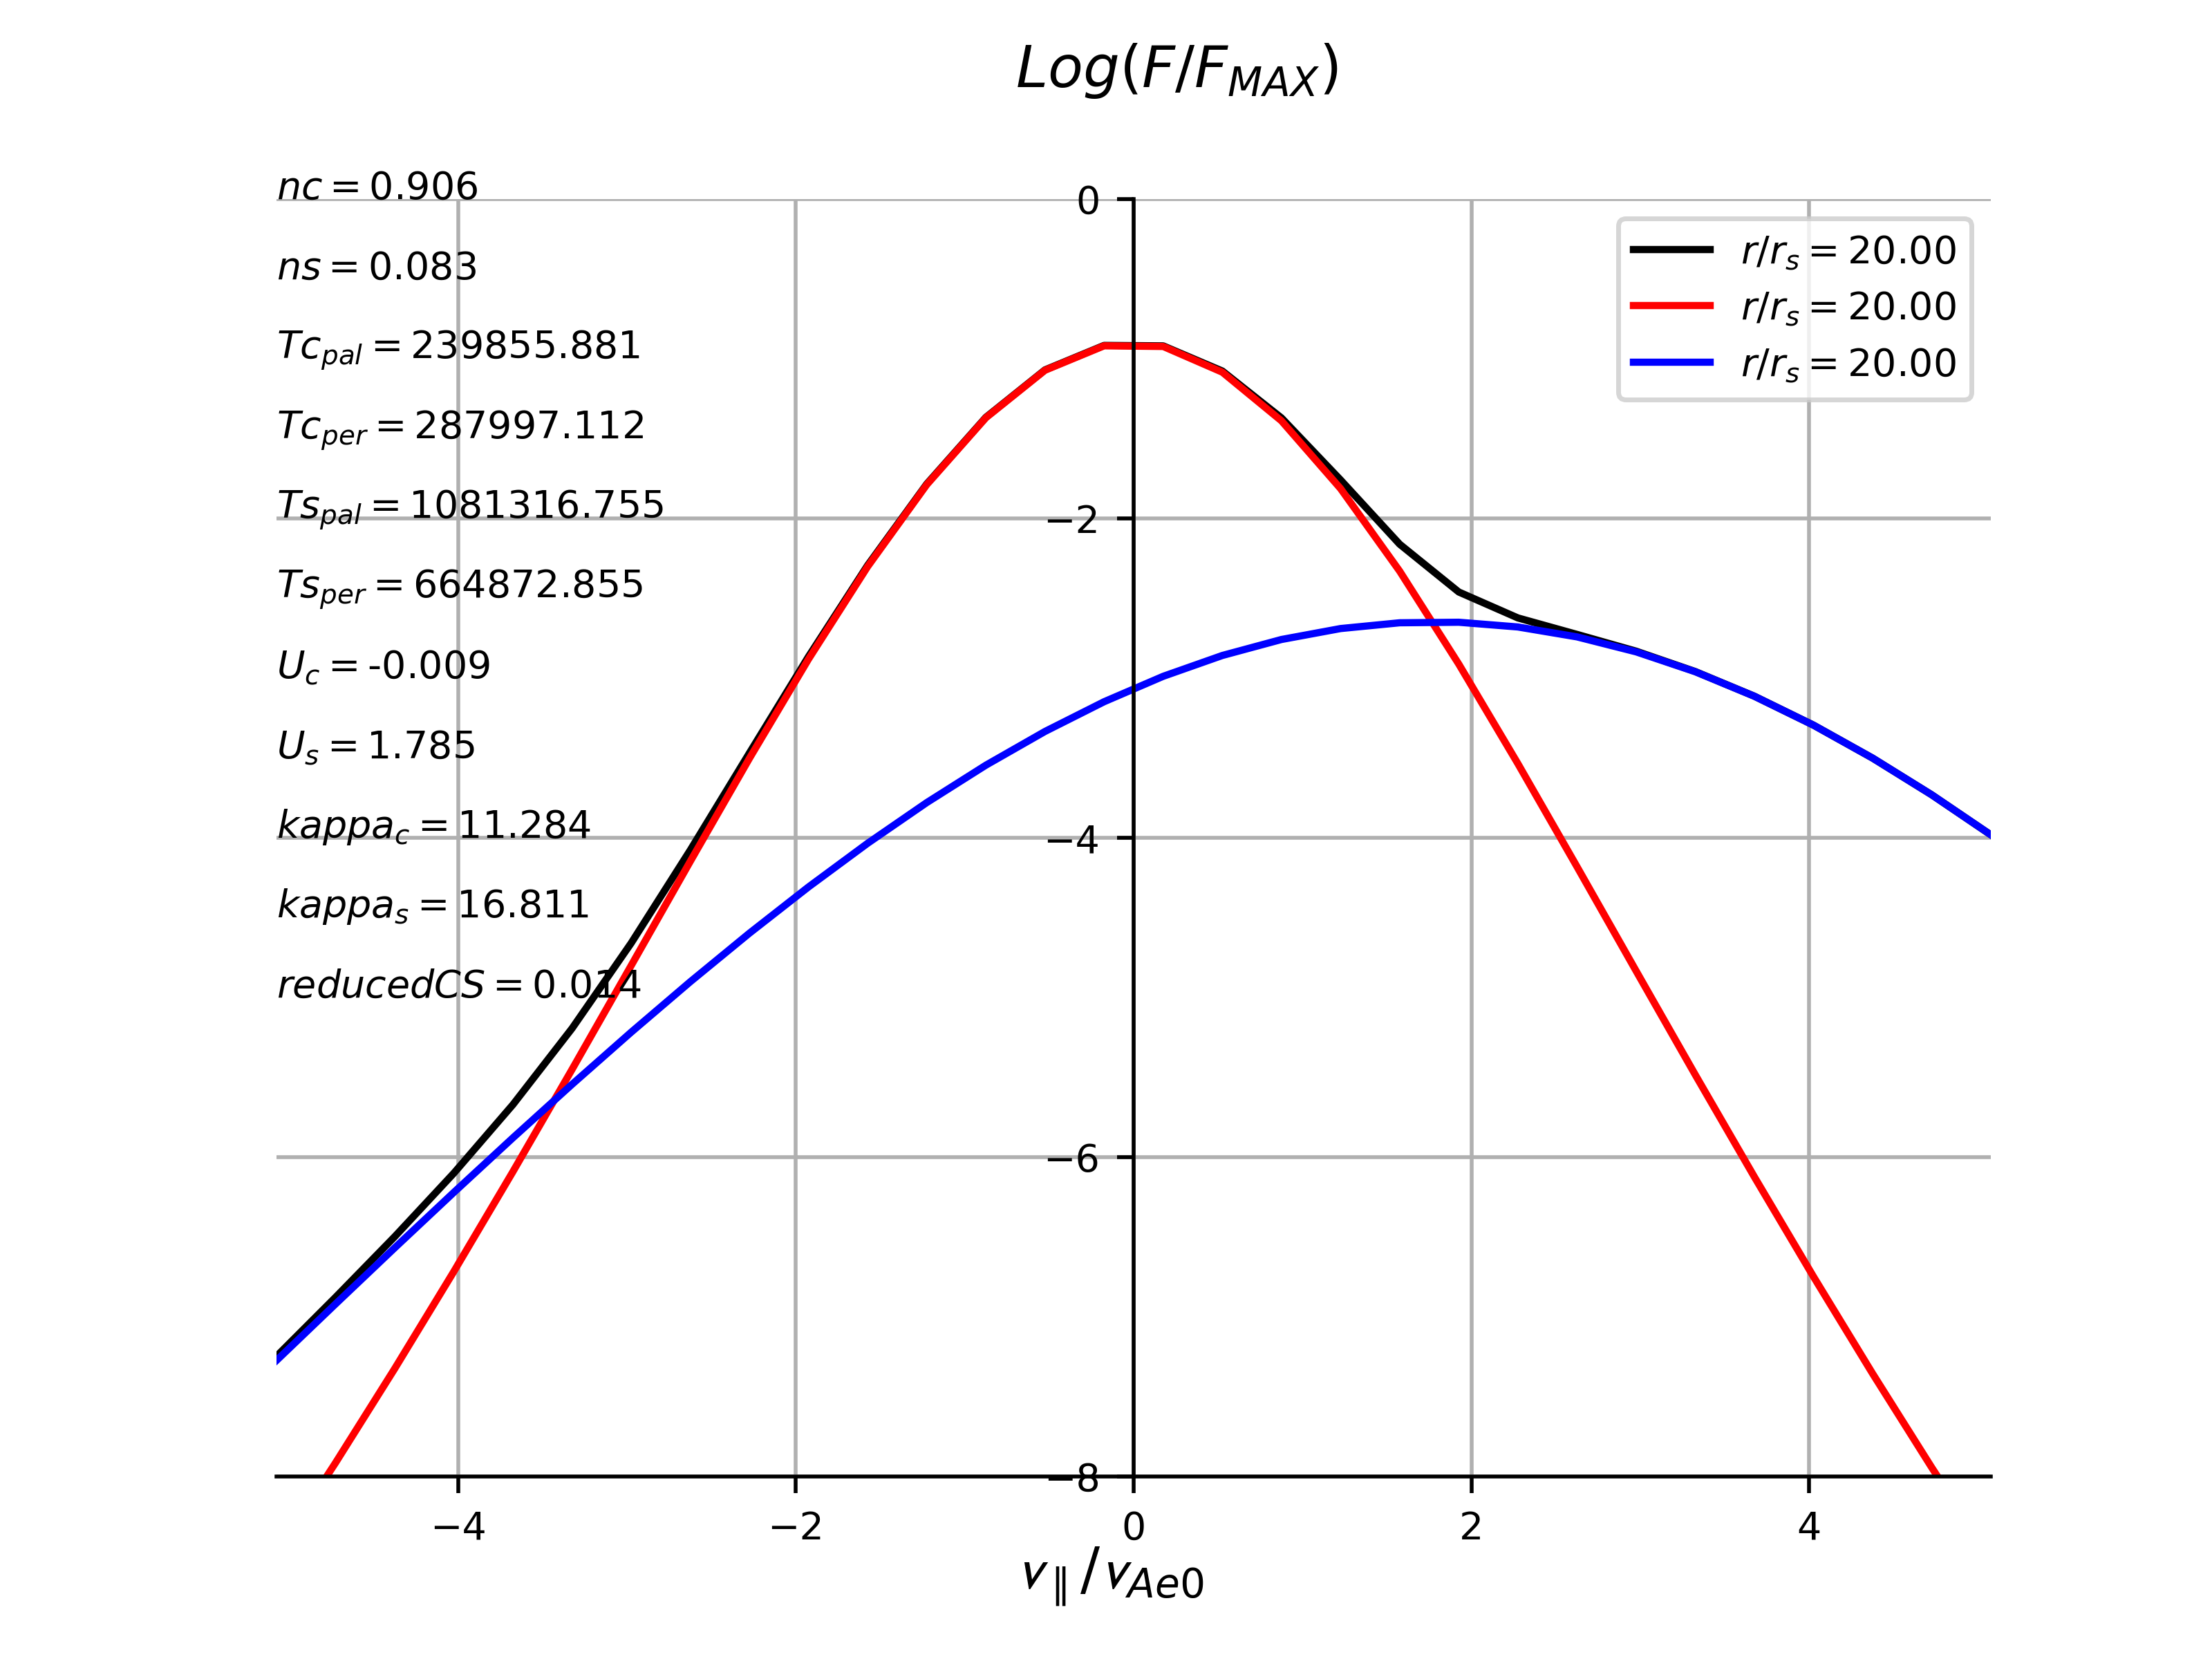 Log(F/F_MAX)
nc = 0.906
ns = 0.083
Tc_pal = 239855.881
Tc_per = 287997.112
Ts_pal = 1081316.755
Ts_per = 664872.855
U_c = -0.009
U_s = 1.785
kappa_c = 11.284
kappa_s = 16.811
reducedCS = 0.014
0
−2
−4
−6
−8
r/r_s = 20.00
r/r_s = 20.00
r/r_s = 20.00
−4 −2 0 2 4
v_∥/v_Ae0